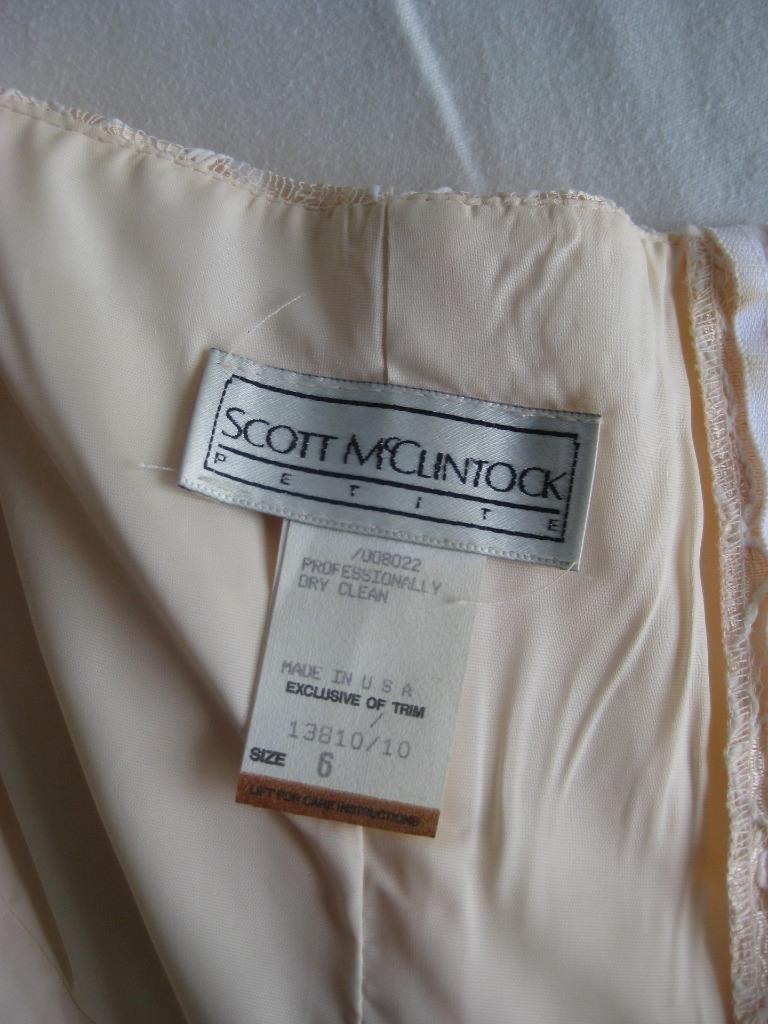 SCOTT McCLINTOCK
PETITE
/008022
PROFESSIONALLY
DRY CLEAN
MADE IN U S A
EXCLUSIVE OF TRIM
/
13810/10
SIZE 6
LIFT FOR CARE INSTRUCTIONS